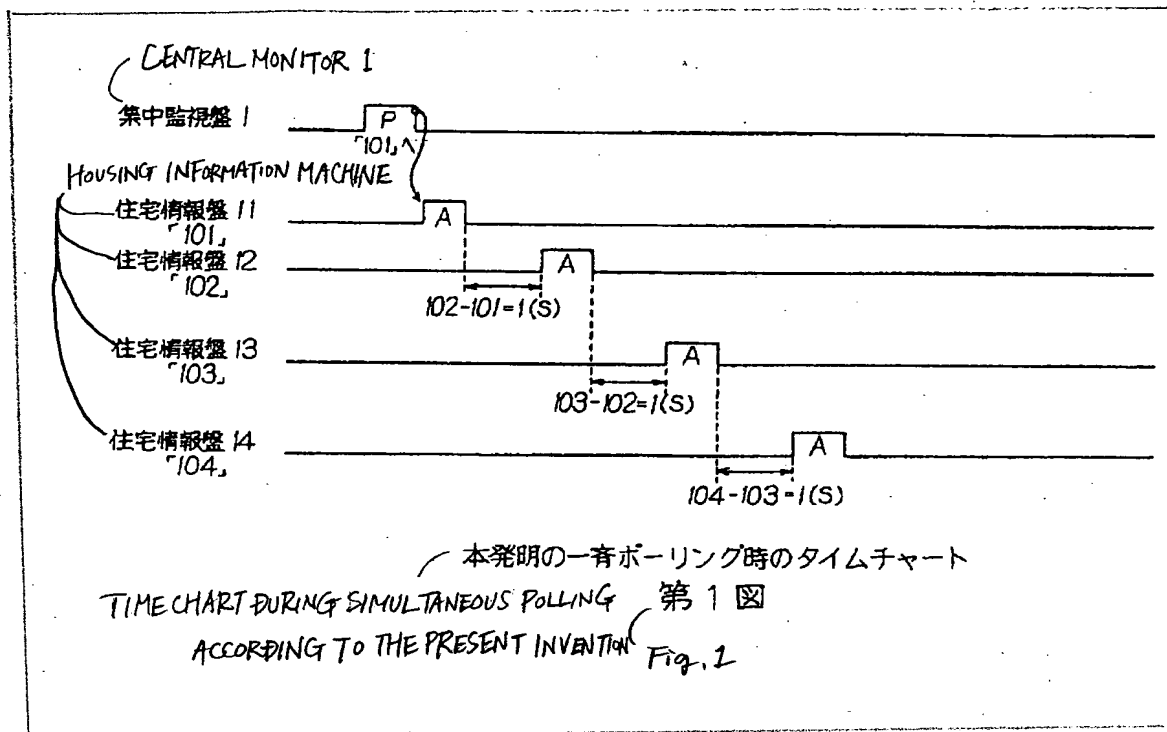 CENTRAL MONITOR 1
集中監視盤 1
P
「101」へ
HOUSING INFORMATION MACHINE
住宅情報盤 11
「101」
A
住宅情報盤 12
「102」
A
102-101=1(S)
住宅情報盤 13
「103」
A
103-102=1(S)
住宅情報盤 14
「104」
A
104-103=1(S)
本発明の一斉ポーリング時のタイムチャート
TIME CHART DURING SIMULTANEOUS POLLING
第 1 図
ACCORDING TO THE PRESENT INVENTION
Fig. 1